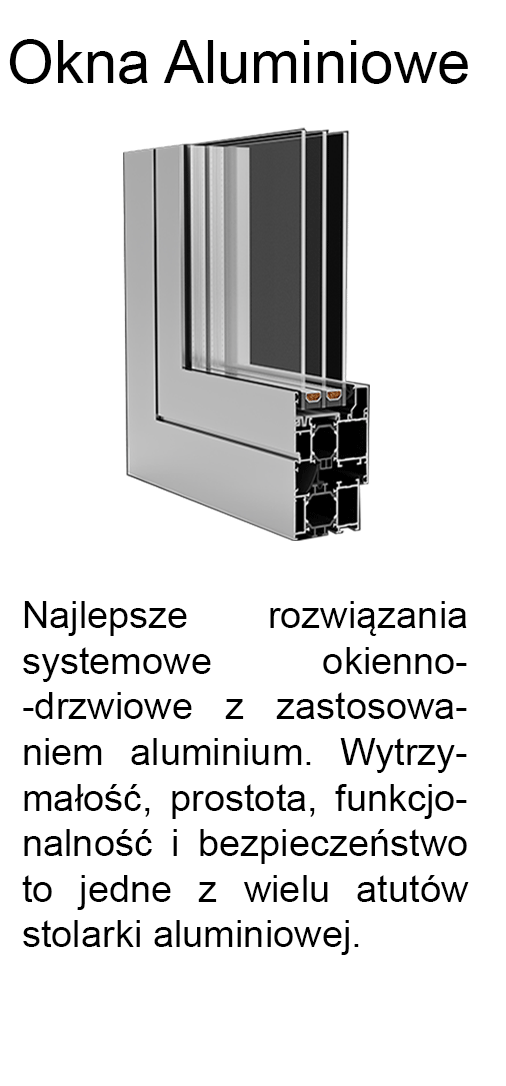 Okna Aluminiowe
Najlepsze rozwiązania
systemowe okienno-
-drzwiowe z zastosowa-
niem aluminium. Wytrzy-
małość, prostota, funkcjo-
nalność i bezpieczeństwo
to jedne z wielu atutów
stolarki aluminiowej.